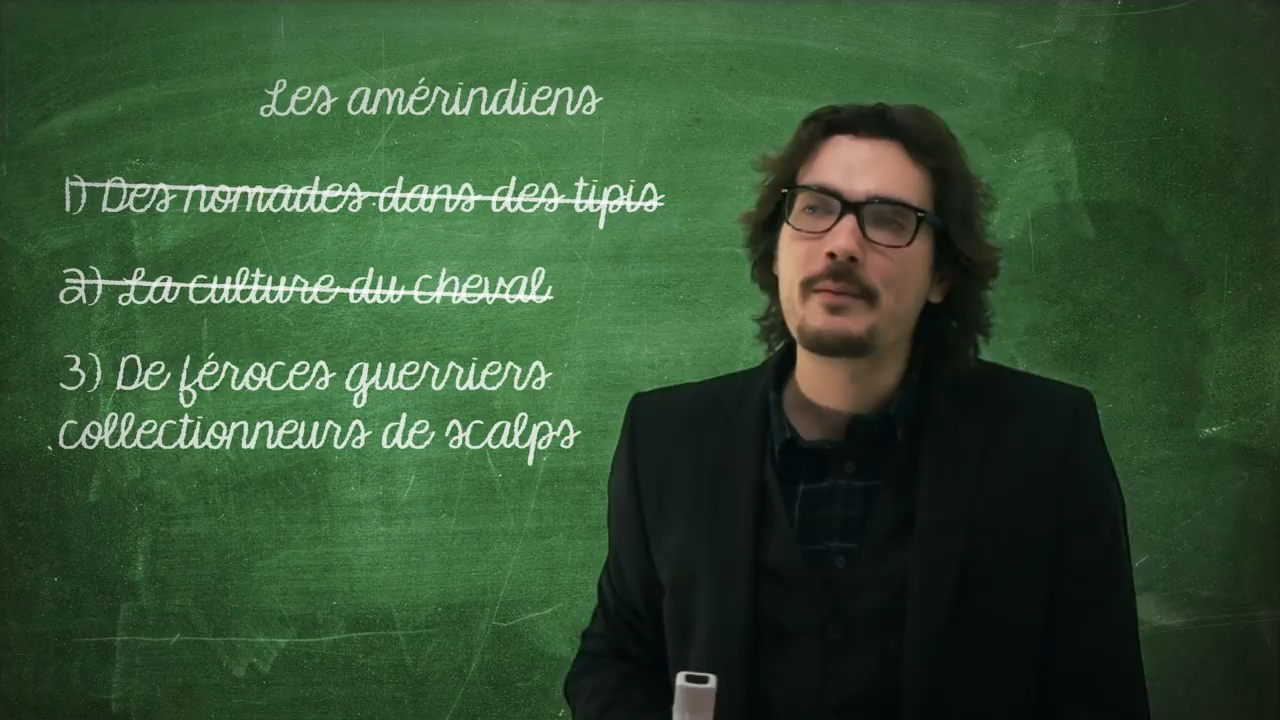 Les amérindiens
1) Des nomades dans des tipis
2) La culture du cheval
3) De féroces guerriers
collectionneurs de scalps